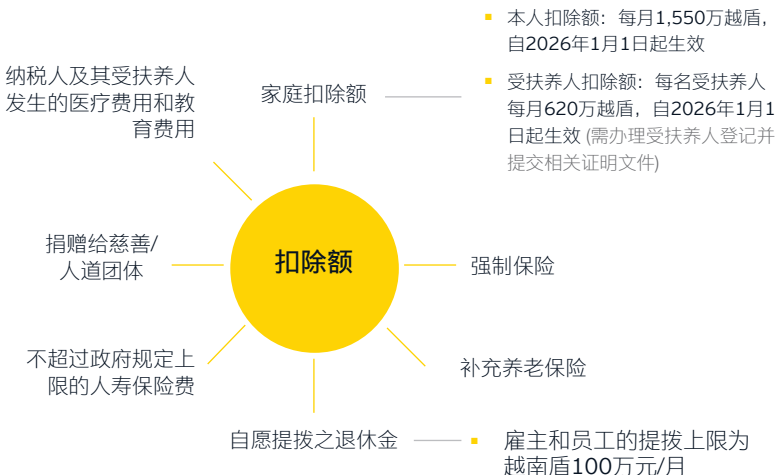 本人扣除额：每月1,550万越盾，
自2026年1月1日起生效
受扶养人扣除额：每名受扶养人
每月620万越盾，自2026年1月1
日起生效 (需办理受扶养人登记并
提交相关证明文件)
家庭扣除额
纳税人及其受扶养人
发生的医疗费用和教
育费用
扣除额
捐赠给慈善/
人道团体
强制保险
不超过政府规定上
限的人寿保险费
补充养老保险
自愿提拨之退休金
雇主和员工的提拨上限为
越南盾100万元/月